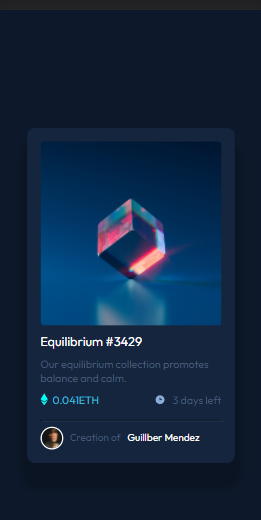 Equilibrium #3429
Our equilibrium collection promotes
balance and calm.
0.041ETH 3 days left
Creation of Guillber Mendez